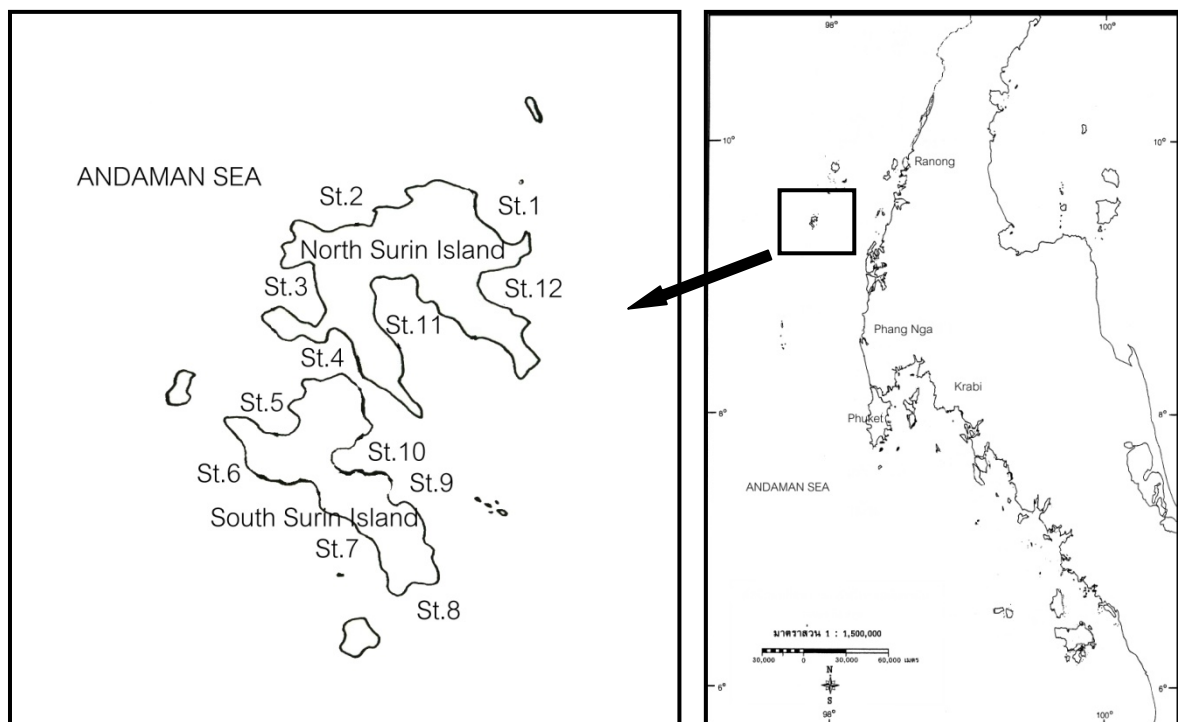 ANDAMAN SEA
St.2
St.1
North Surin Island
St.3
St.12
St.11
St.4
St.5
St.10
St.6
St.9
South Surin Island
St.7
St.8
98°
100°
10°
10°
Ranong
Phang Nga
Krabi
8°
8°
Phuket
ANDAMAN SEA
มาตราส่วน 1 : 1,500,000
30,000 0 30,000 60,000 เมตร
N
S
6°
6°
98°
100°